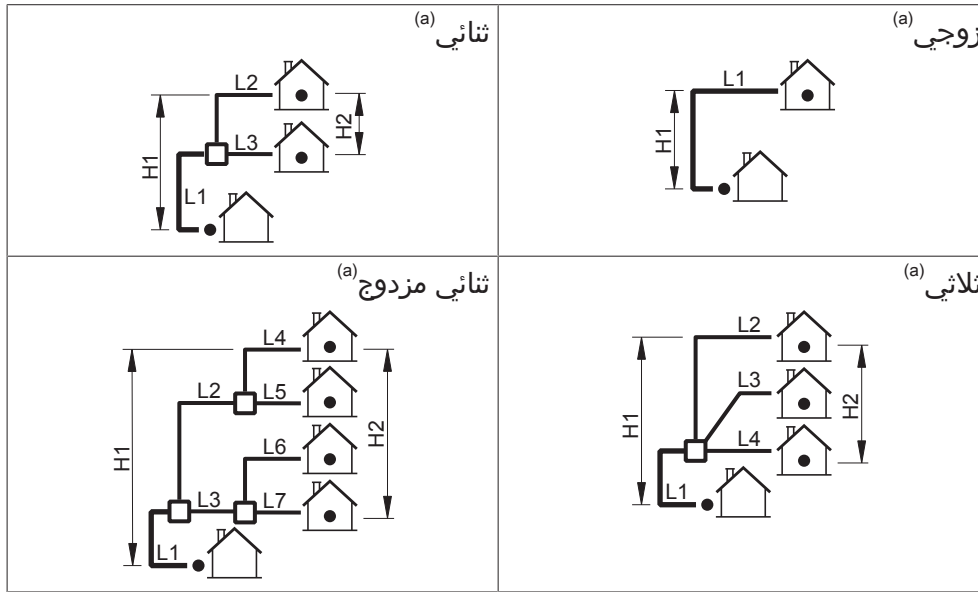 زوجي(a)
L1
H1
ثنائي(a)
L2
H1
H2
L3
L1
ثلاثي(a)
L2
L3
H1
H2
L4
L1
ثنائي مزدوج(a)
L4
L2
L5
H1
H2
L6
L3
L7
L1